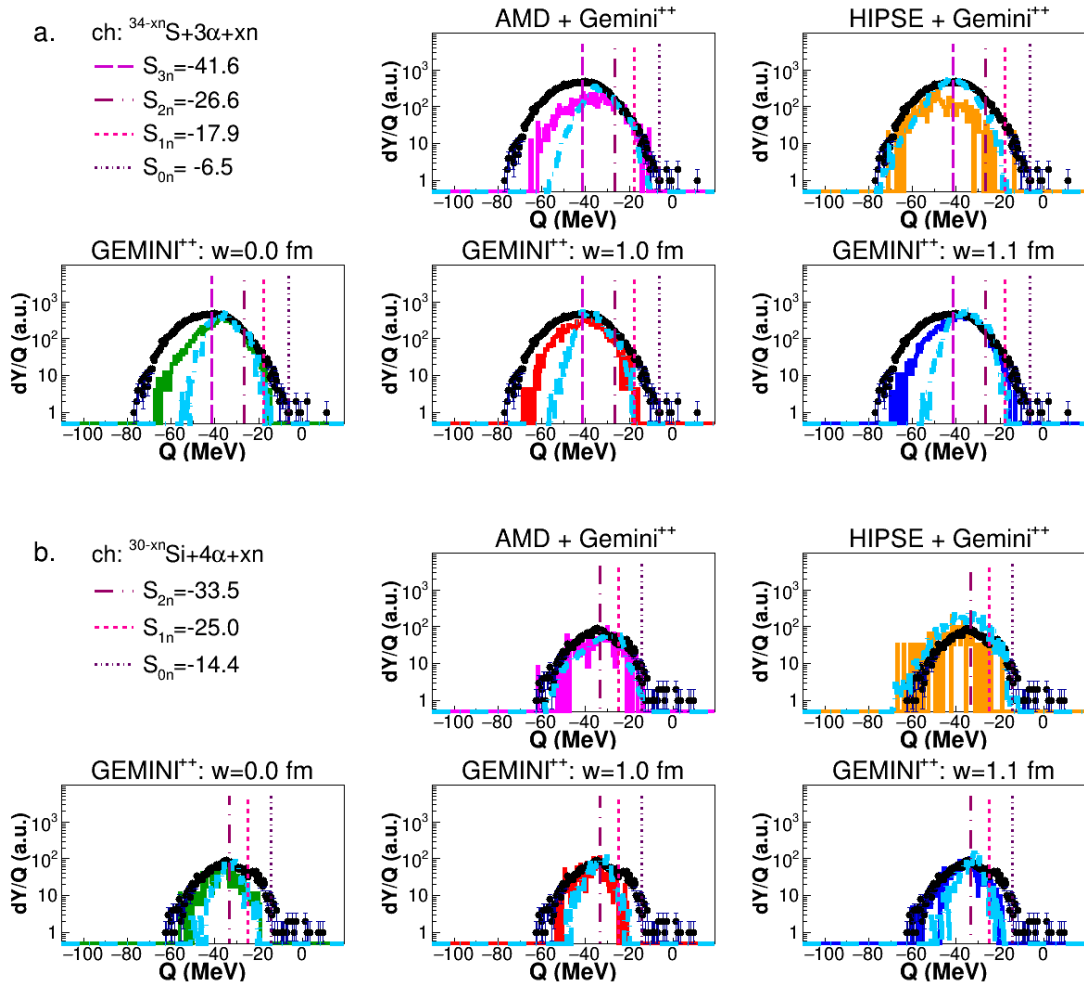 a.
ch: ³⁴⁻ˣⁿS+3α+xn
S₃ₙ=-41.6
S₂ₙ=-26.6
S₁ₙ=-17.9
S₀ₙ= -6.5
AMD + Gemini⁺⁺
dY/Q (a.u.)
10³
10²
10
1
−100 −80 −60 −40 −20 0
Q (MeV)
HIPSE + Gemini⁺⁺
dY/Q (a.u.)
10³
10²
10
1
−100 −80 −60 −40 −20 0
Q (MeV)
GEMINI⁺⁺: w=0.0 fm
dY/Q (a.u.)
10³
10²
10
1
−100 −80 −60 −40 −20 0
Q (MeV)
GEMINI⁺⁺: w=1.0 fm
dY/Q (a.u.)
10³
10²
10
1
−100 −80 −60 −40 −20 0
Q (MeV)
GEMINI⁺⁺: w=1.1 fm
dY/Q (a.u.)
10³
10²
10
1
−100 −80 −60 −40 −20 0
Q (MeV)
b.
ch: ³⁰⁻ˣⁿSi+4α+xn
S₂ₙ=-33.5
S₁ₙ=-25.0
S₀ₙ=-14.4
AMD + Gemini⁺⁺
dY/Q (a.u.)
10³
10²
10
1
−100 −80 −60 −40 −20 0
Q (MeV)
HIPSE + Gemini⁺⁺
dY/Q (a.u.)
10³
10²
10
1
−100 −80 −60 −40 −20 0
Q (MeV)
GEMINI⁺⁺: w=0.0 fm
dY/Q (a.u.)
10³
10²
10
1
−100 −80 −60 −40 −20 0
Q (MeV)
GEMINI⁺⁺: w=1.0 fm
dY/Q (a.u.)
10³
10²
10
1
−100 −80 −60 −40 −20 0
Q (MeV)
GEMINI⁺⁺: w=1.1 fm
dY/Q (a.u.)
10³
10²
10
1
−100 −80 −60 −40 −20 0
Q (MeV)